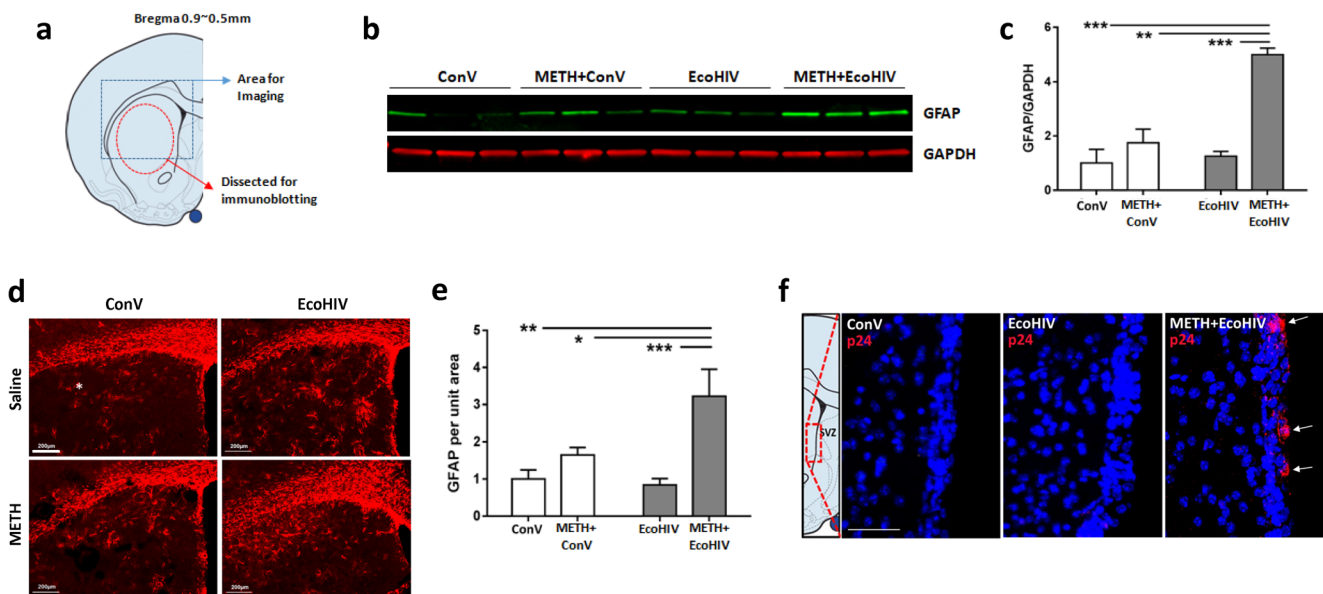 a
Bregma 0.9~0.5mm
Area for
Imaging
Dissected for
immunoblotting
b
ConV
METH+ConV
EcoHIV
METH+EcoHIV
GFAP
GAPDH
c
***
**
***
GFAP/GAPDH
6
4
2
0
ConV
METH+
ConV
EcoHIV
METH+
EcoHIV
d
ConV
EcoHIV
Saline
*
200μm
200μm
METH
200μm
200μm
e
**
*
***
GFAP per unit area
5
4
3
2
1
0
ConV
METH+
ConV
EcoHIV
METH+
EcoHIV
f
SVZ
ConV
p24
EcoHIV
p24
METH+EcoHIV
p24